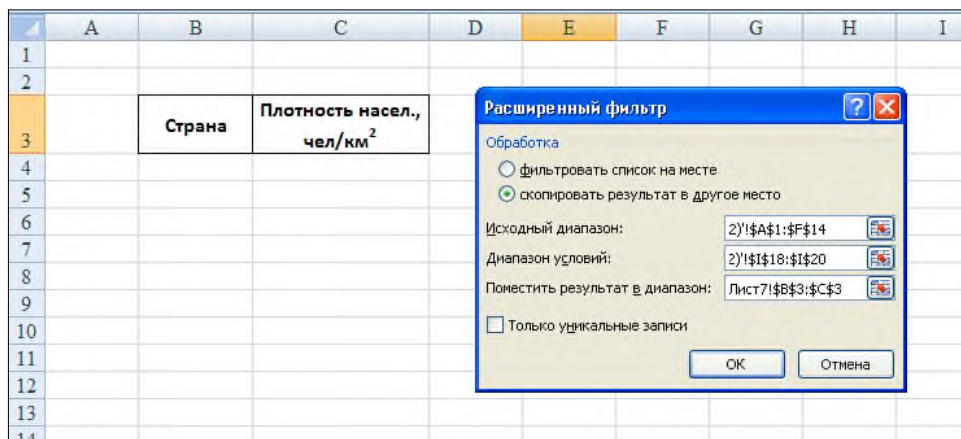 A B C D E F G H I
1
2
3
Страна
Плотность насел.,
чел/км²
4
5
6
7
8
9
10
11
12
13
14
Расширенный фильтр
Обработка
фильтровать список на месте
скопировать результат в другое место
Исходный диапазон: 2)'!$A$1:$F$14
Диапазон условий: 2)'!$I$18:$I$20
Поместить результат в диапазон: Лист7!$B$3:$C$3
Только уникальные записи
ОК Отмена